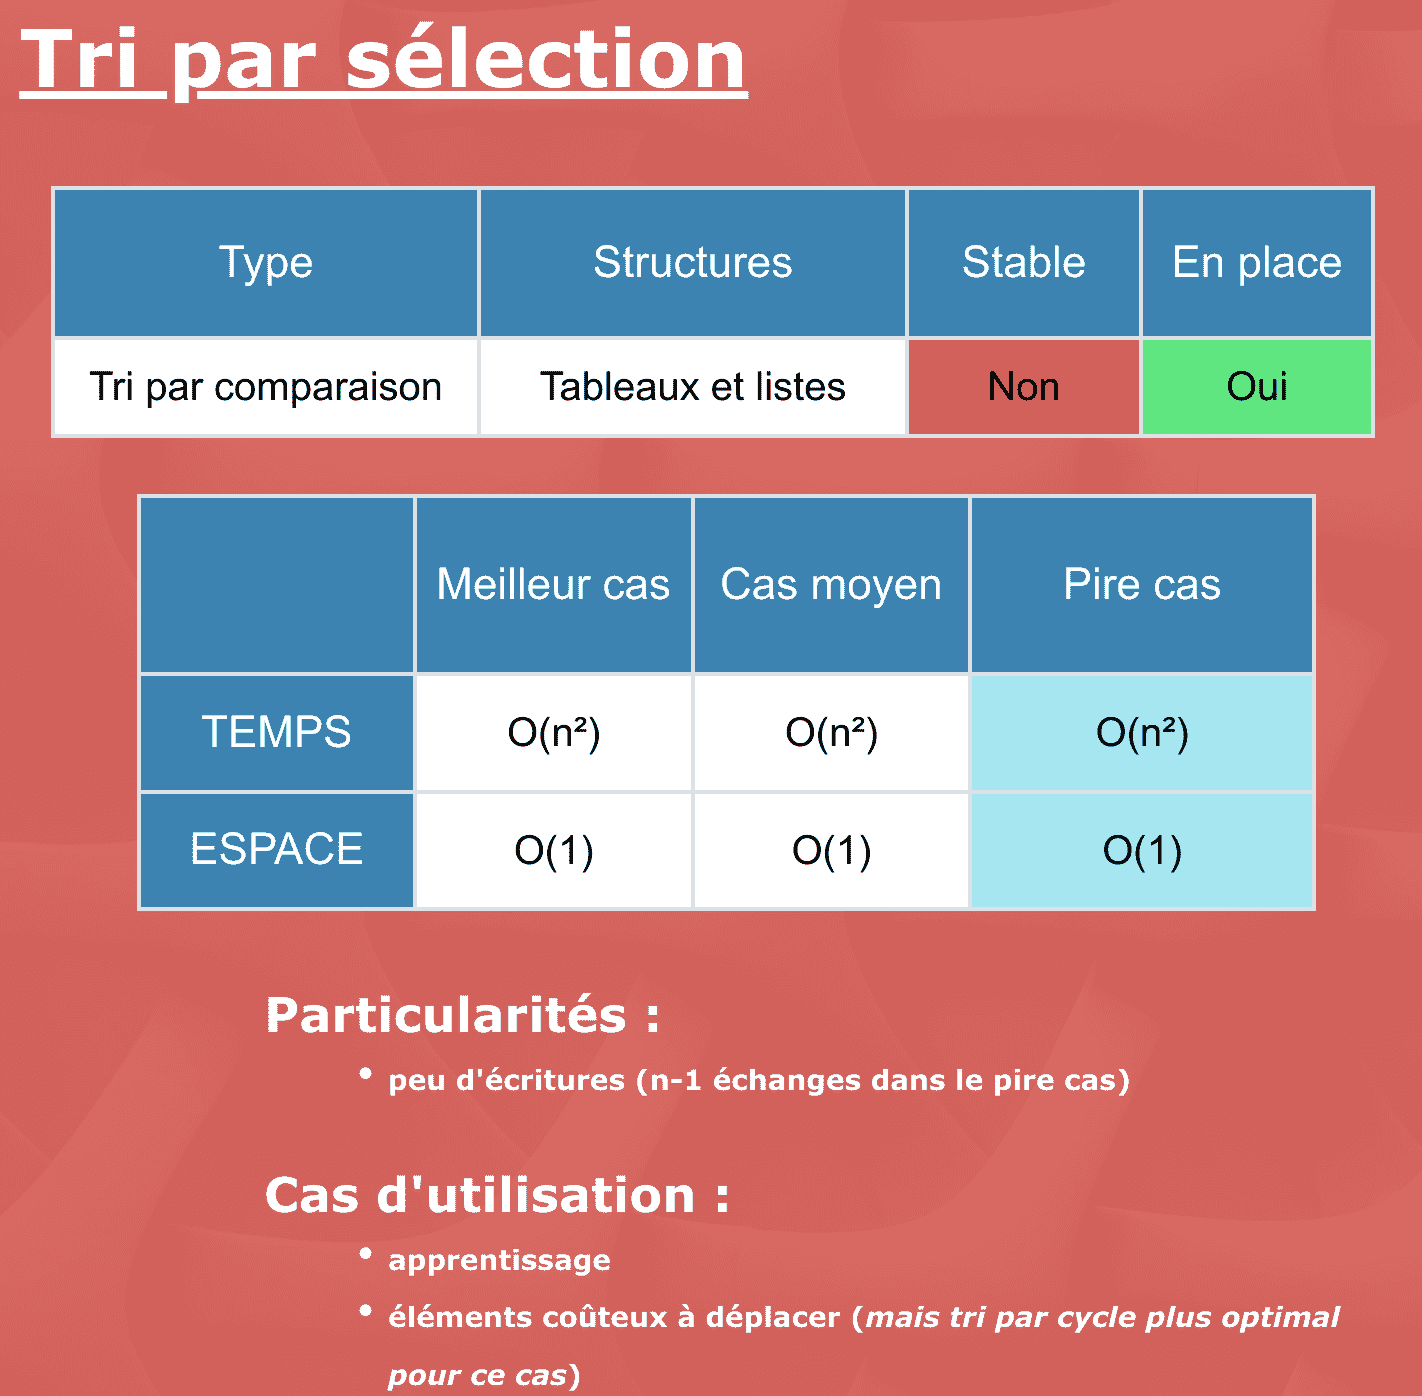 Tri par sélection
Type Structures Stable En place
Tri par comparaison Tableaux et listes Non Oui
Meilleur cas Cas moyen Pire cas
TEMPS O(n²) O(n²) O(n²)
ESPACE O(1) O(1) O(1)
Particularités :
• peu d'écritures (n-1 échanges dans le pire cas)
Cas d'utilisation :
• apprentissage
• éléments coûteux à déplacer (mais tri par cycle plus optimal
pour ce cas)